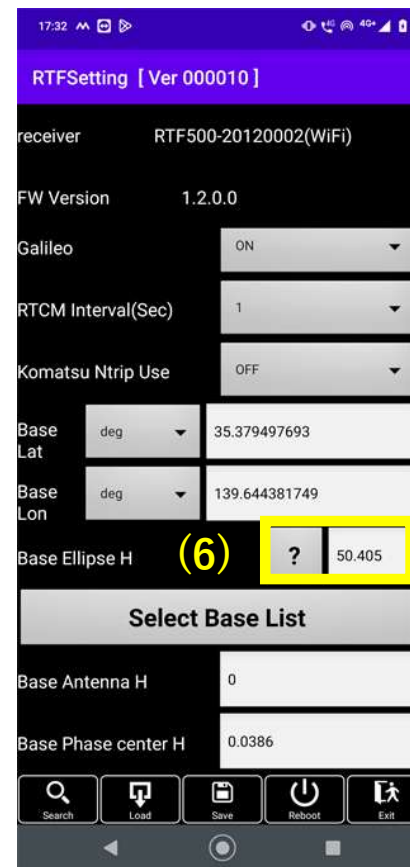 17:32 4G+
RTFSetting [ Ver 000010 ]
receiver RTF500-20120002(WiFi)
FW Version 1.2.0.0
Galileo ON
RTCM Interval(Sec) 1
Komatsu Ntrip Use OFF
Base Lat deg 35.379497693
Base Lon deg 139.644381749
Base Ellipse H (6) ? 50.405
Select Base List
Base Antenna H 0
Base Phase center H 0.0386
Search Load Save Reboot Exit